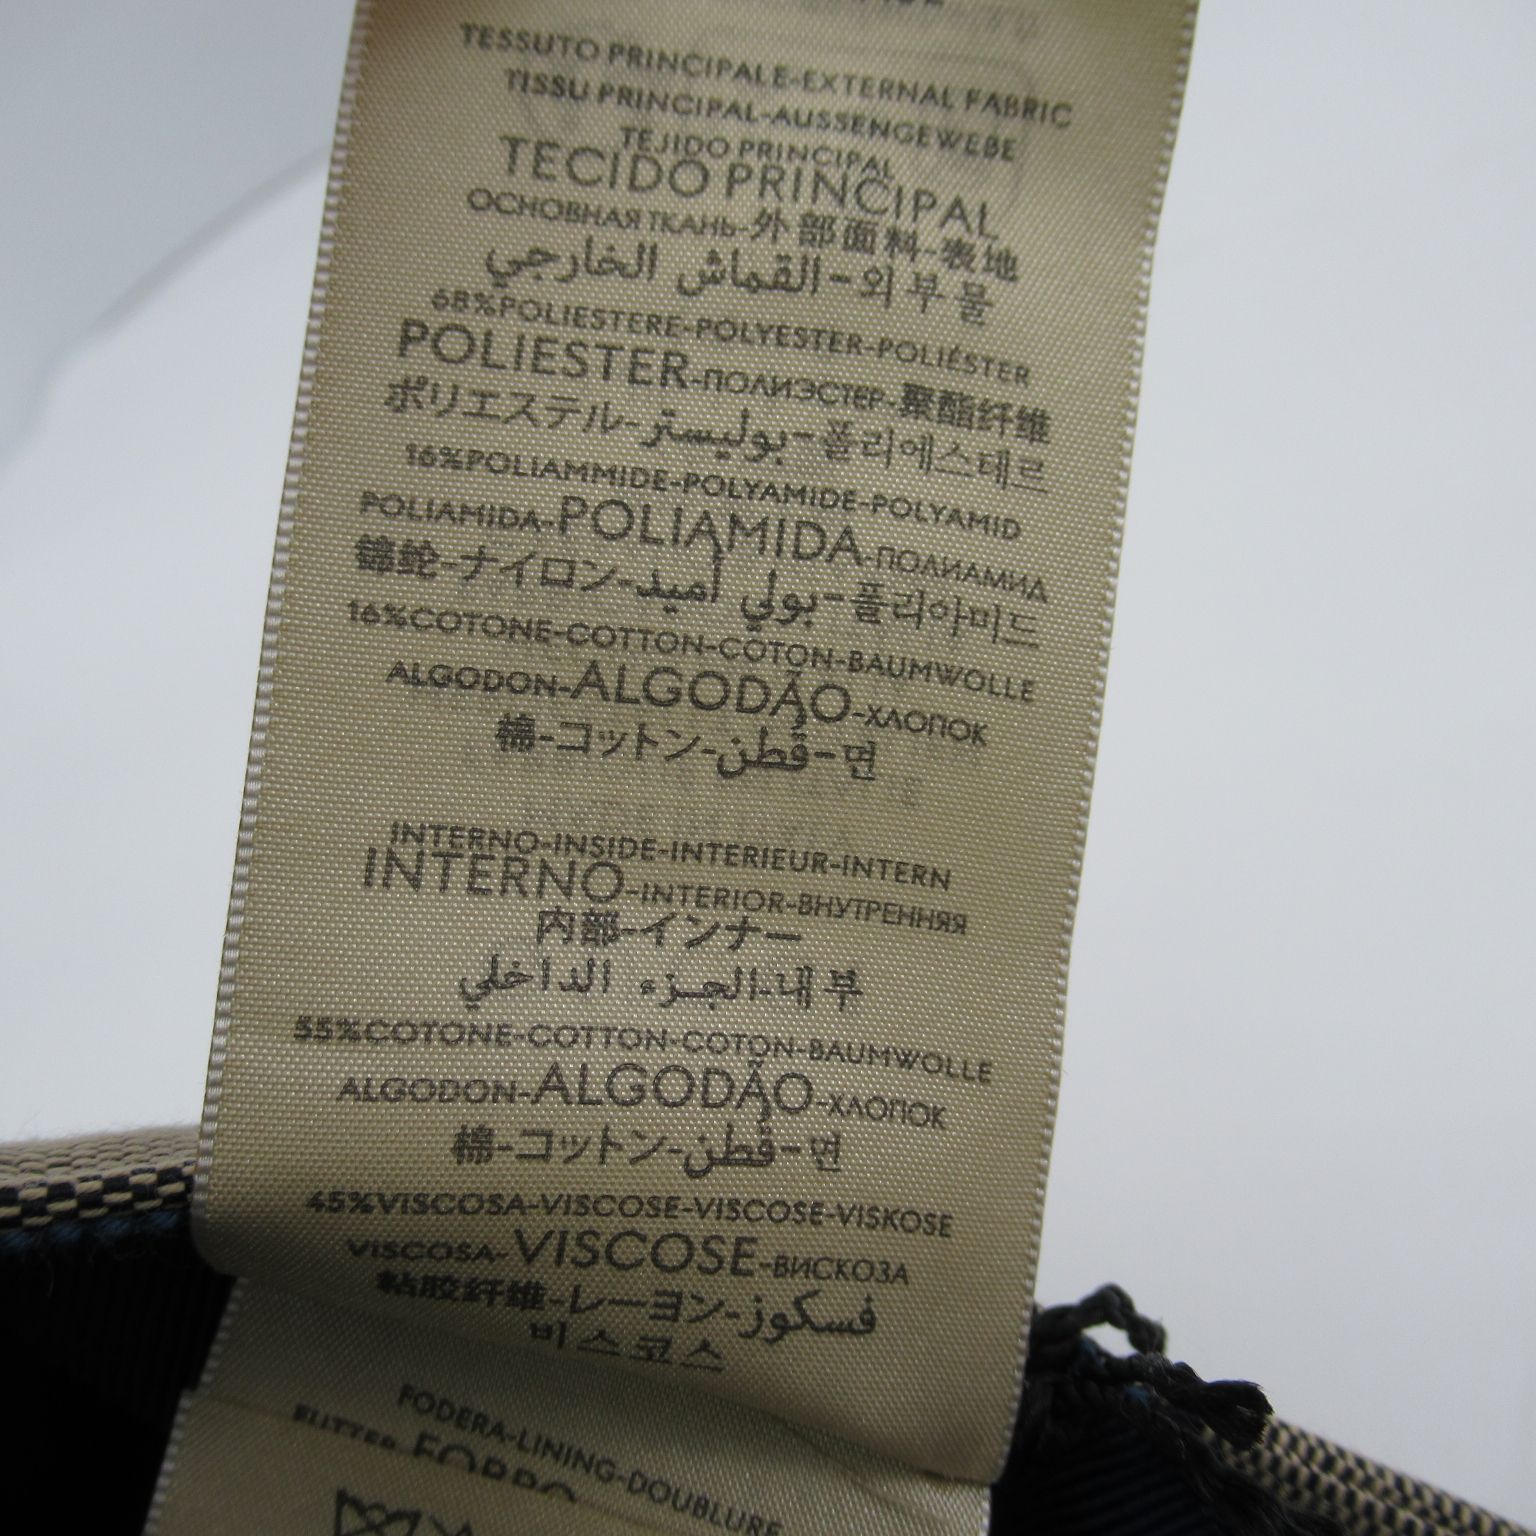 TESSUTO PRINCIPALE-EXTERNAL FABRIC
TISSU PRINCIPAL-AUSSENGEWEBE
TEJIDO PRINCIPAL
TECIDO PRINCIPAL
ОСНОВНАЯ ТКАНЬ-外部面料-表地
القماش الخارجي-외부물
68%POLIESTERE-POLYESTER-POLIÉSTER
POLIESTER-ПОЛИЭСТЕР-聚酯纤维
ポリエステル-بوليستر-폴리에스테르
16%POLIAMMIDE-POLYAMIDE-POLYAMID
POLIAMIDA-POLIAMIDA-ПОЛИАМИД
锦纶-ナイロン-بولي أميد-폴리아미드
16%COTONE-COTTON-COTON-BAUMWOLLE
ALGODON-ALGODÃO-ХЛОПОК
棉-コットン-قطن-면
INTERNO-INSIDE-INTERIEUR-INTERN
INTERNO-INTERIOR-ВНУТРЕННЯЯ
内部-インナー
الجزء الداخلي-내부
55%COTONE-COTTON-COTON-BAUMWOLLE
ALGODON-ALGODÃO-ХЛОПОК
棉-コットン-قطن-면
45%VISCOSA-VISCOSE-VISCOSE-VISKOSE
VISCOSA-VISCOSE-ВИСКОЗА
粘胶纤维-レーヨン-فسكوز
비스코스
FODERA-LINING-DOUBLURE
FUTTER FORRO